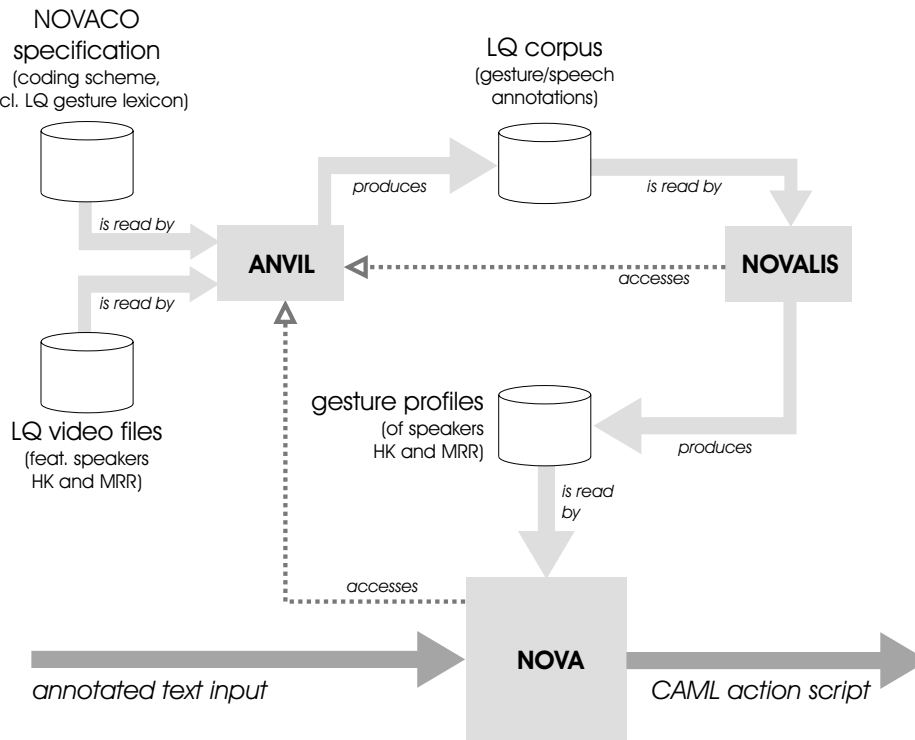 NOVACO
specification
(coding scheme,
cl. LQ gesture lexicon)
LQ corpus
(gesture/speech
annotations)
produces
is read by
is read by
ANVIL
NOVALIS
accesses
is read by
LQ video files
(feat. speakers
HK and MRR)
gesture profiles
(of speakers
HK and MRR)
produces
is read
by
accesses
NOVA
annotated text input
CAML action script